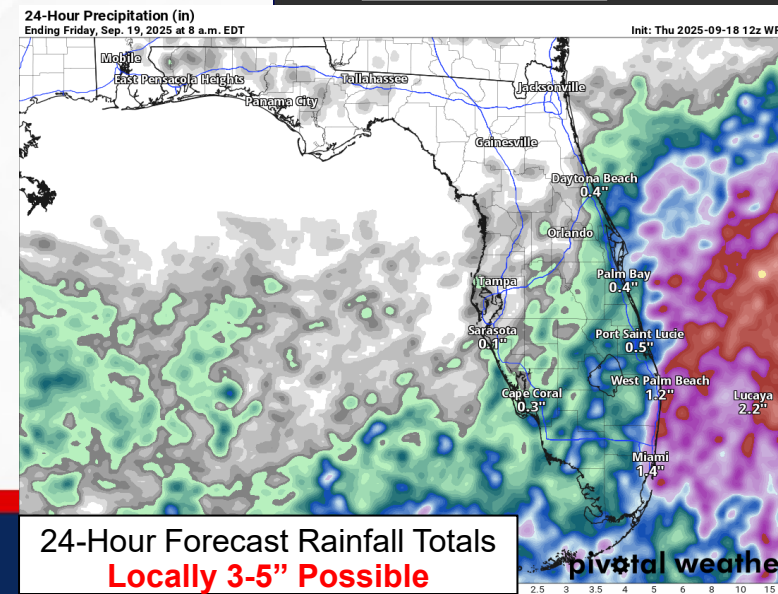 24-Hour Precipitation (in)
Ending Friday, Sep. 19, 2025 at 8 a.m. EDT
Init: Thu 2025-09-18 12z WP
Mobile
East Pensacola Heights
Tallahassee
Panama City
Jacksonville
Gainesville
Daytona Beach
0.4"
Orlando
Palm Bay
0.4"
Tampa
Sarasota
0.1"
Port Saint Lucie
0.5"
West Palm Beach
1.2"
Cape Coral
0.3"
Lucaya
2.2"
Miami
1.4"
24-Hour Forecast Rainfall Totals
Locally 3-5” Possible
pivotal weathe
2.5 3 3.5 4 5 6 8 10 15